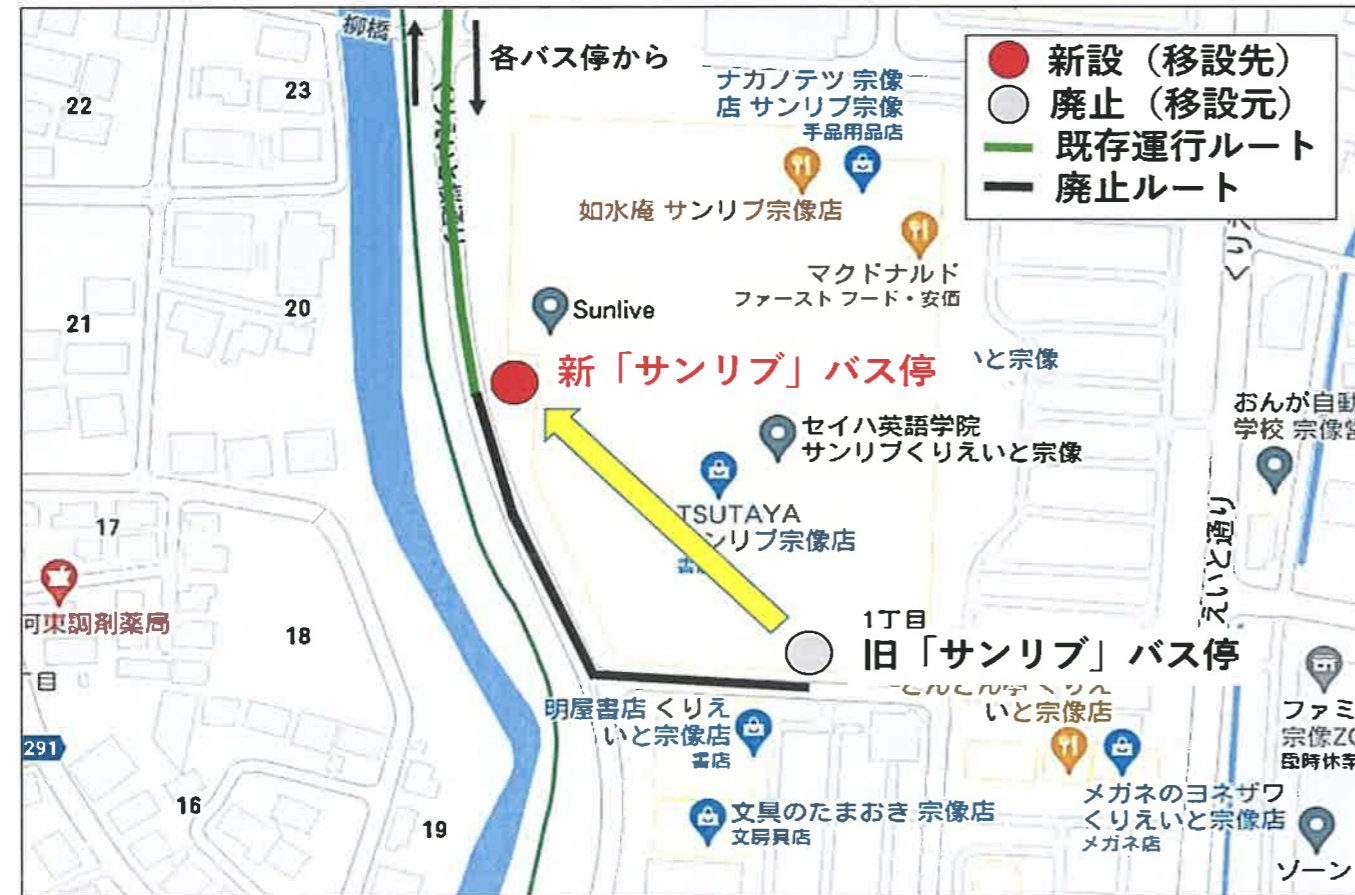 柳橋
各バス停から
新設（移設先）
廃止（移設元）
既存運行ルート
廃止ルート
22
23
ナカノテツ 宗像
店 サンリブ宗像
手品用品店
如水庵 サンリブ宗像店
マクドナルド
ファースト フード・安価
21
20
Sunlive
新「サンリブ」バス停
いと宗像
セイハ英語学院
サンリブくりえいと宗像
おんが自動
学校 宗像営
TSUTAYA
ンリブ宗像店
えいと通り
17
河東調剤薬局
18
1丁目
旧「サンリブ」バス停
丁目
いと宗像店
明屋書店 くりえ
いと宗像店
書店
291
ファミ
宗像ZO
臨時休業
16
19
文具のたまおき 宗像店
文房具店
メガネのヨネザワ
くりえいと宗像店
メガネ店
ゾーン